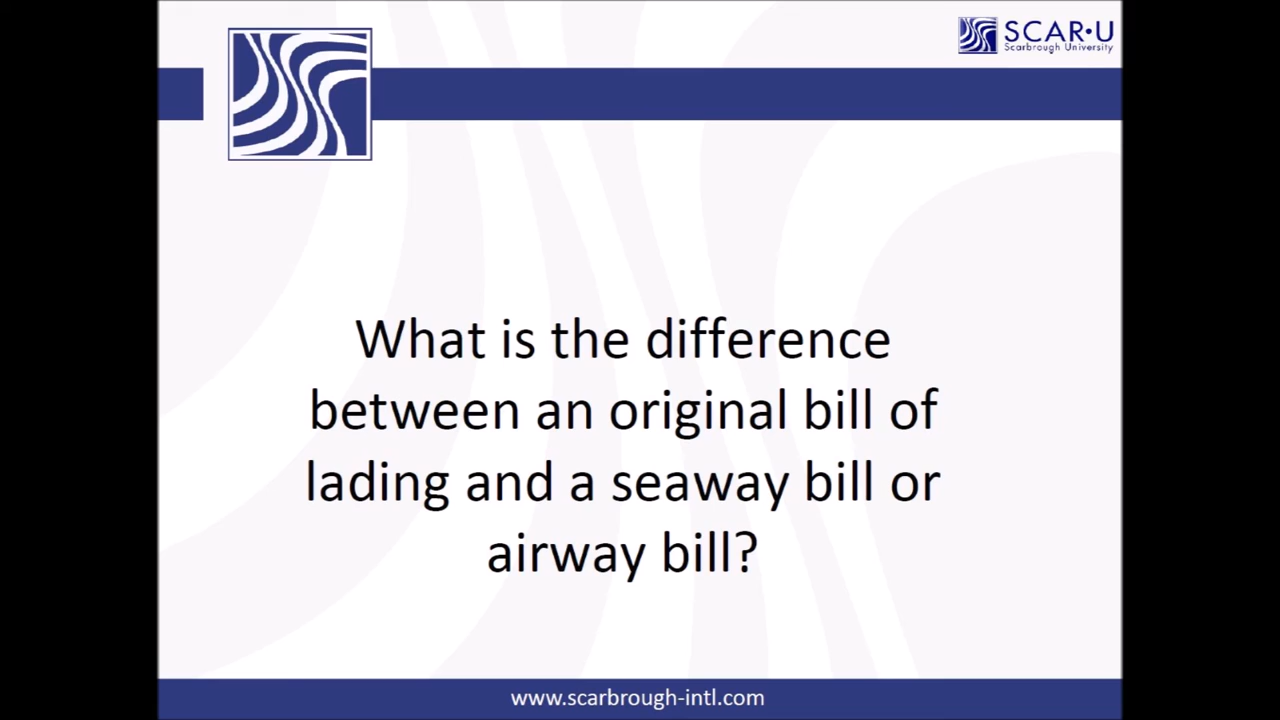 SCAR•U
Scarbrough University
What is the difference
between an original bill of
lading and a seaway bill or
airway bill?
www.scarbrough-intl.com